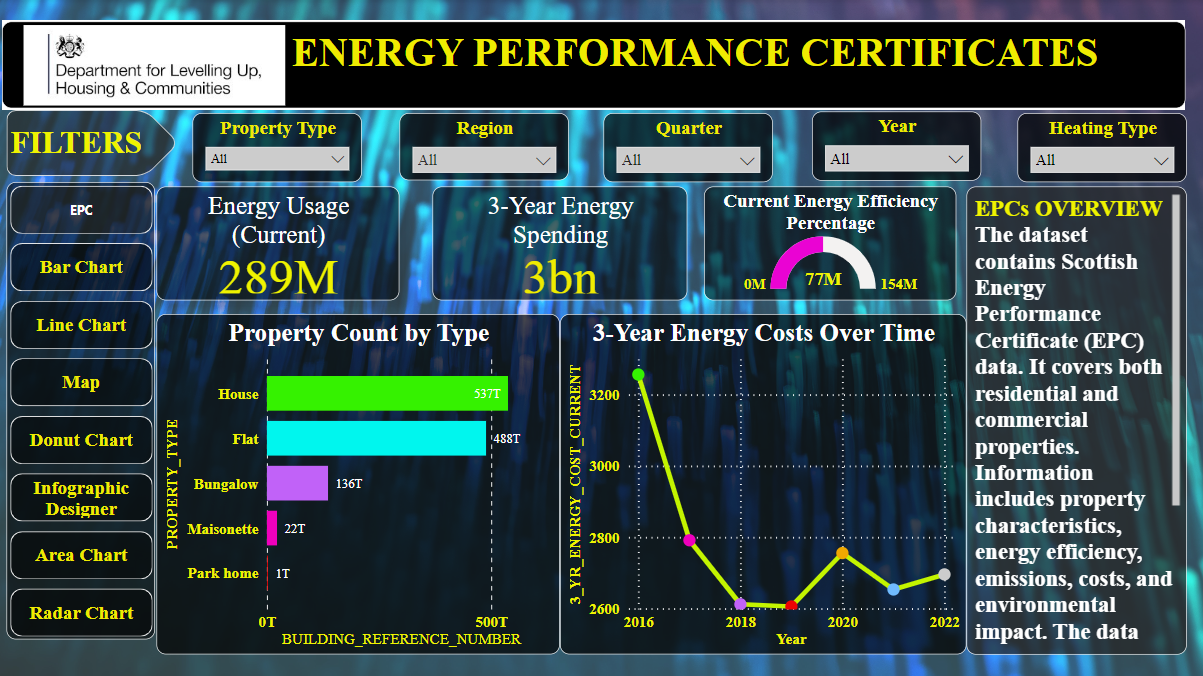 Department for Levelling Up,
Housing & Communities
ENERGY PERFORMANCE CERTIFICATES
FILTERS
Property Type
All
Region
All
Quarter
All
Year
All
Heating Type
All
EPC
Bar Chart
Line Chart
Map
Donut Chart
Infographic
Designer
Area Chart
Radar Chart
Energy Usage
(Current)
289M
3-Year Energy
Spending
3bn
Current Energy Efficiency
Percentage
0M
77M
154M
Property Count by Type
PROPERTY_TYPE
House
537T
Flat
488T
Bungalow
136T
Maisonette
22T
Park home
1T
0T
500T
BUILDING_REFERENCE_NUMBER
3-Year Energy Costs Over Time
3_YR_ENERGY_COST_CURRENT
3200
3000
2800
2600
2016
2018
2020
2022
Year
EPCs OVERVIEW
The dataset
contains Scottish
Energy
Performance
Certificate (EPC)
data. It covers both
residential and
commercial
properties.
Information
includes property
characteristics,
energy efficiency,
emissions, costs, and
environmental
impact. The data